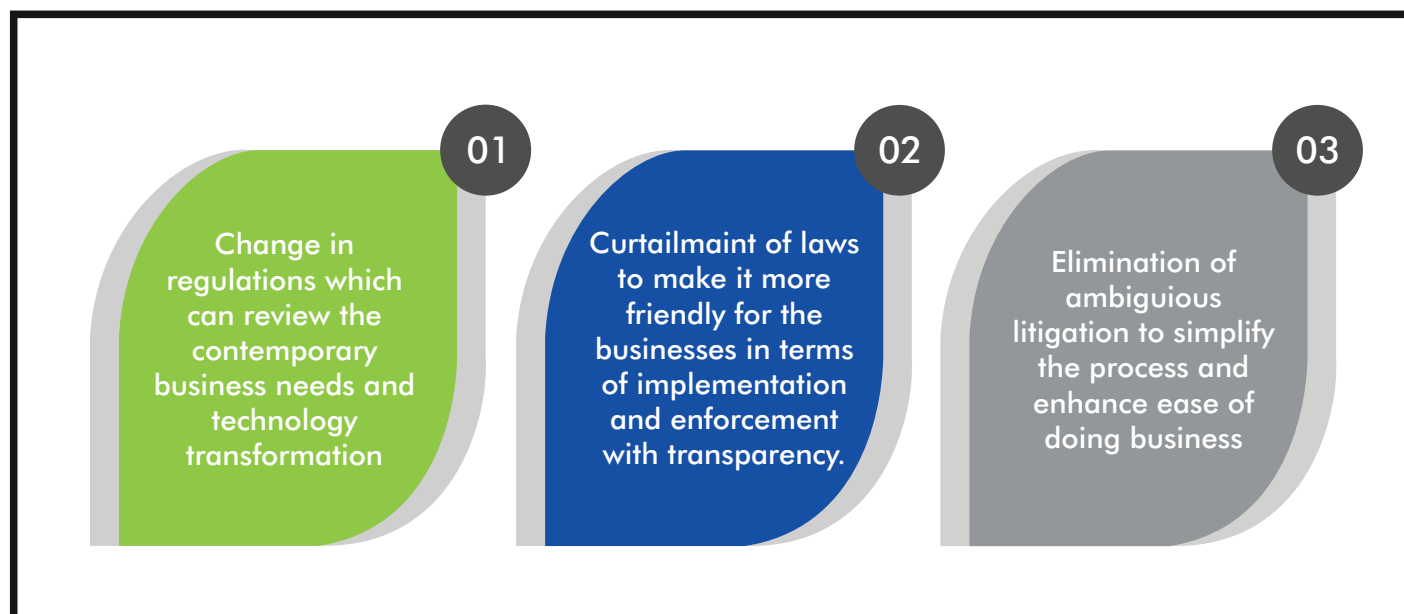 01
Change in
regulations which
can review the
contemporary
business needs and
technology
transformation
02
Curtailmaint of laws
to make it more
friendly for the
businesses in terms
of implementation
and enforcement
with transparency.
03
Elimination of
ambiguious
litigation to simplify
the process and
enhance ease of
doing business